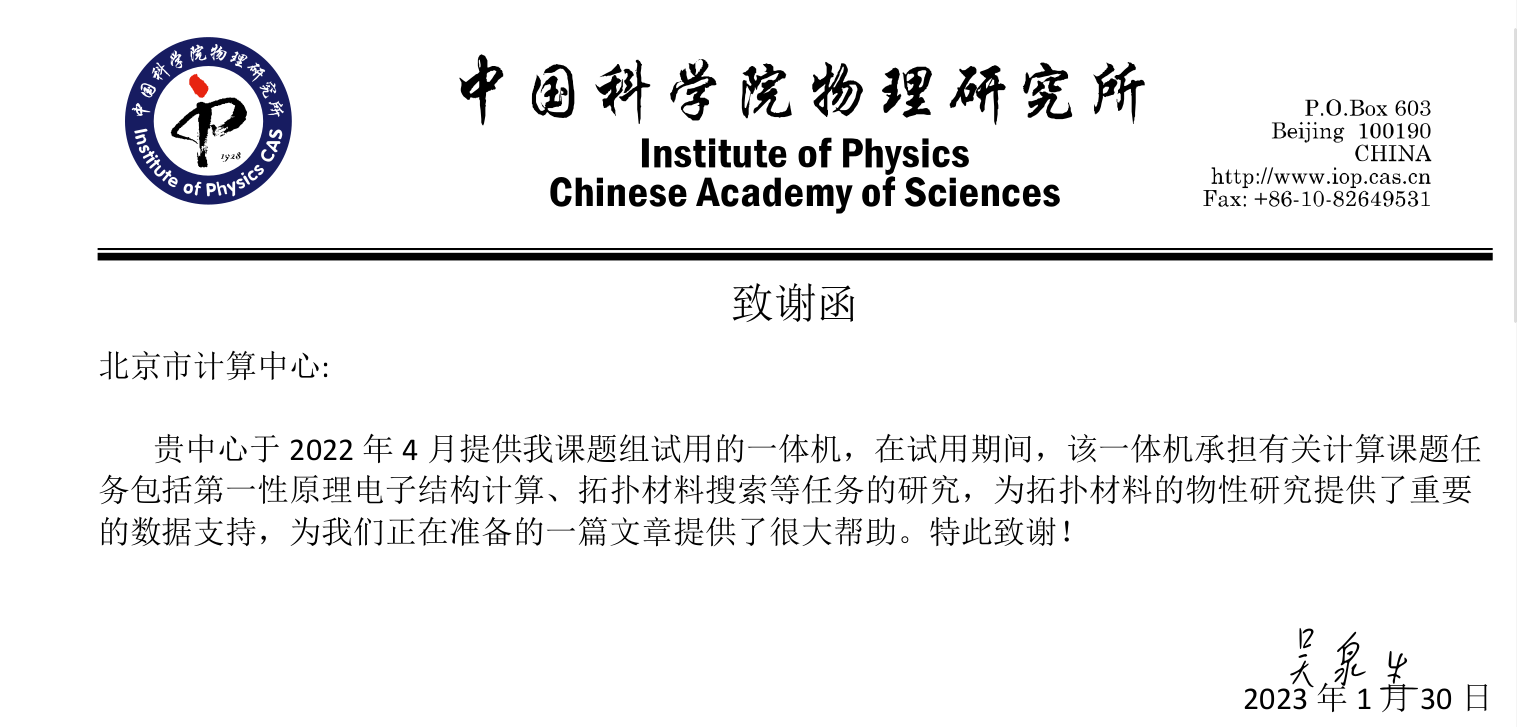 中国科学院物理研究所
Institute of Physics CAS
1928
中国科学院物理研究所
Institute of Physics
Chinese Academy of Sciences
P.O.Box 603
Beijing 100190
CHINA
http://www.iop.cas.cn
Fax: +86-10-82649531
致谢函
北京市计算中心:
贵中心于 2022 年 4 月提供我课题组试用的一体机，在试用期间，该一体机承担有关计算课题任
务包括第一性原理电子结构计算、拓扑材料搜索等任务的研究，为拓扑材料的物性研究提供了重要
的数据支持，为我们正在准备的一篇文章提供了很大帮助。特此致谢！
吴泉生
2023 年 1 月 30 日